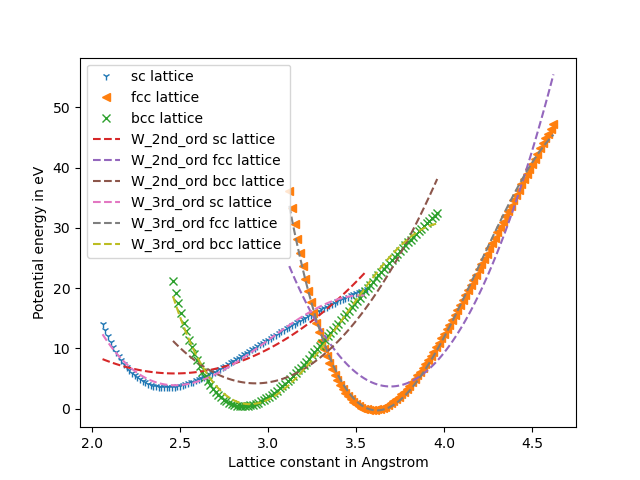 sc lattice
fcc lattice
bcc lattice
W_2nd_ord sc lattice
W_2nd_ord fcc lattice
W_2nd_ord bcc lattice
W_3rd_ord sc lattice
W_3rd_ord fcc lattice
W_3rd_ord bcc lattice
Potential energy in eV
50
40
30
20
10
0
2.0 2.5 3.0 3.5 4.0 4.5
Lattice constant in Angstrom